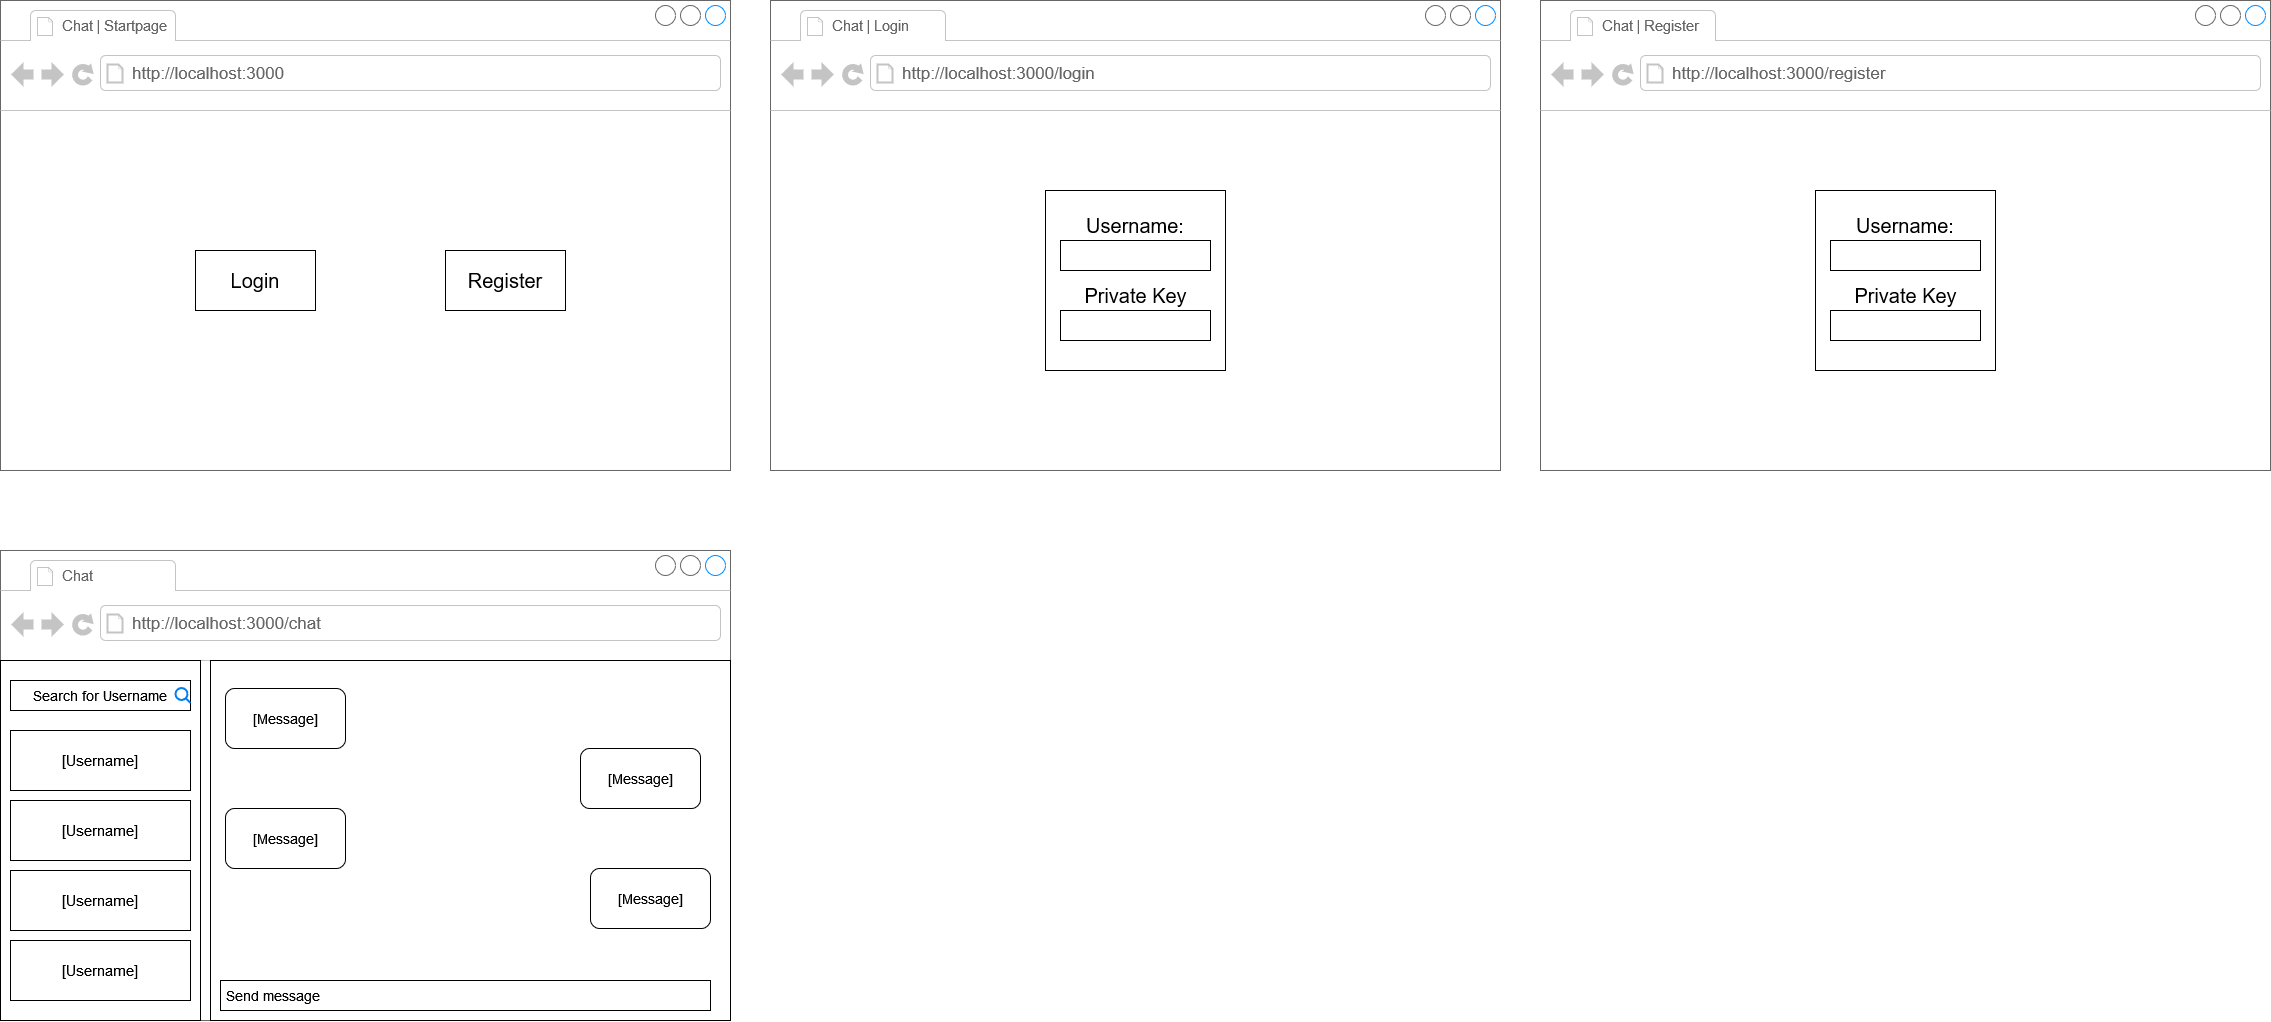 Chat | Startpage
http://localhost:3000
Login
Register
Chat | Login
http://localhost:3000/login
Username:
Private Key
Chat | Register
http://localhost:3000/register
Username:
Private Key
Chat
http://localhost:3000/chat
Search for Username
[Username]
[Username]
[Username]
[Username]
[Message]
[Message]
[Message]
[Message]
Send message